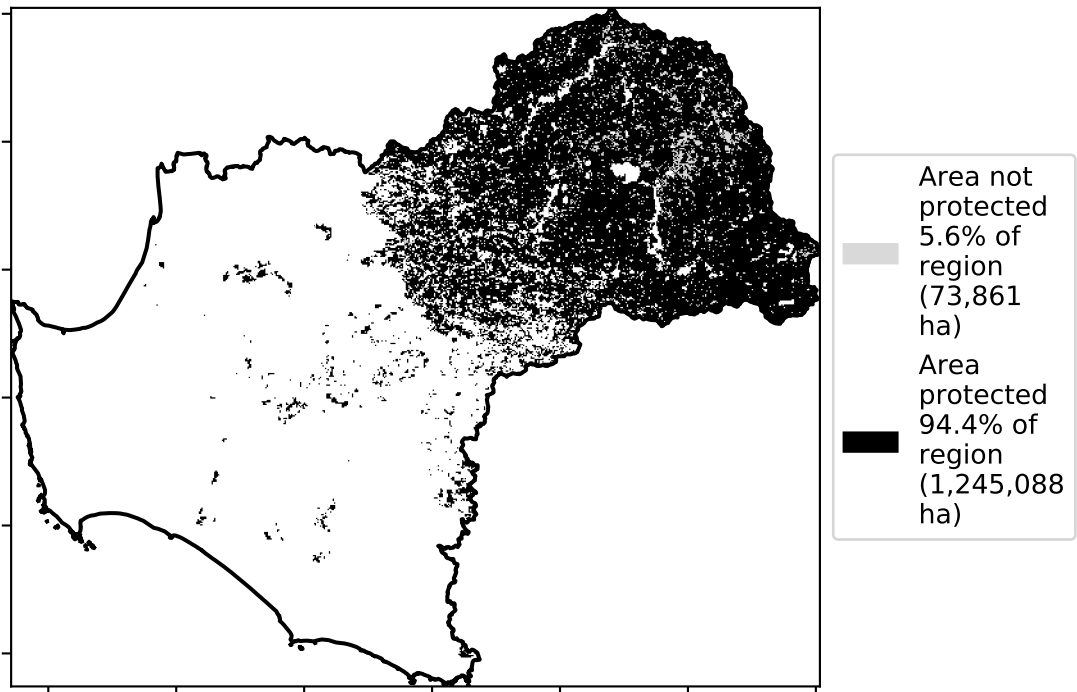 Area not
protected
5.6% of
region
(73,861
ha)
Area
protected
94.4% of
region
(1,245,088
ha)